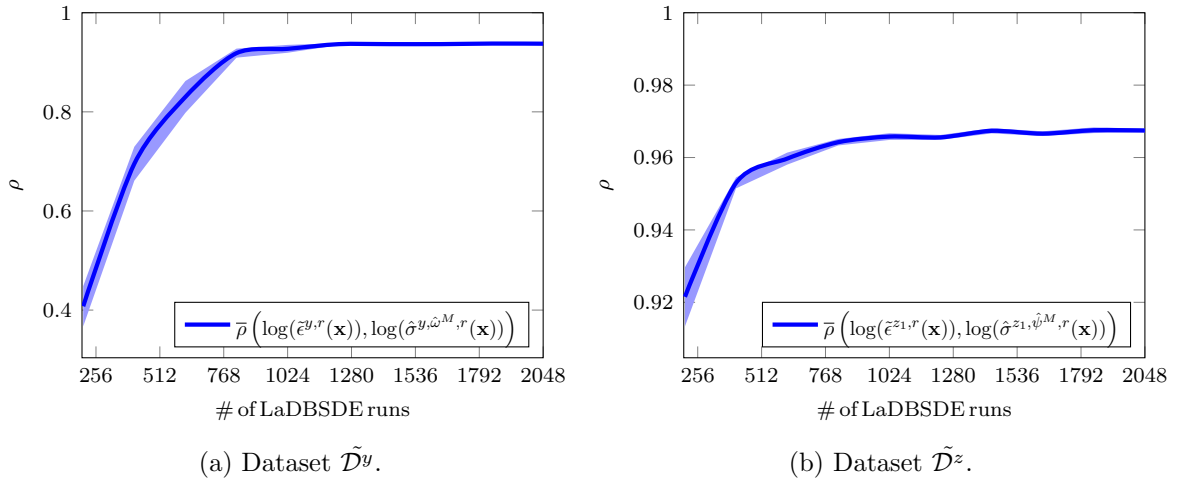 1
0.8
0.6
0.4
ρ
256 512 768 1024 1280 1536 1792 2048
# of LaDBSDE runs
ρ̅ (log(ε̃^{y,r}(𝐱)), log(σ̂^{y,ω̂^M,r}(𝐱)))
(a) Dataset 𝒟̃^y.
1
0.98
0.96
0.94
0.92
ρ
256 512 768 1024 1280 1536 1792 2048
# of LaDBSDE runs
ρ̅ (log(ε̃^{z_1,r}(𝐱)), log(σ̂^{z_1,ψ̂^M,r}(𝐱)))
(b) Dataset 𝒟̃^z.